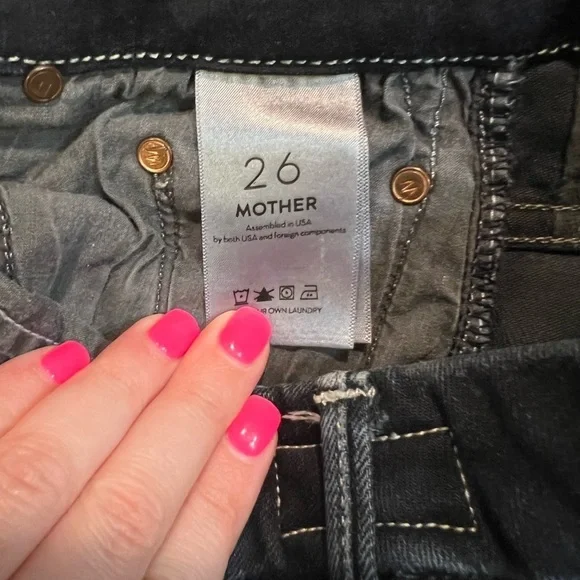 26
MOTHER
Assembled in USA
by both USA and foreign components
OWN LAUNDRY